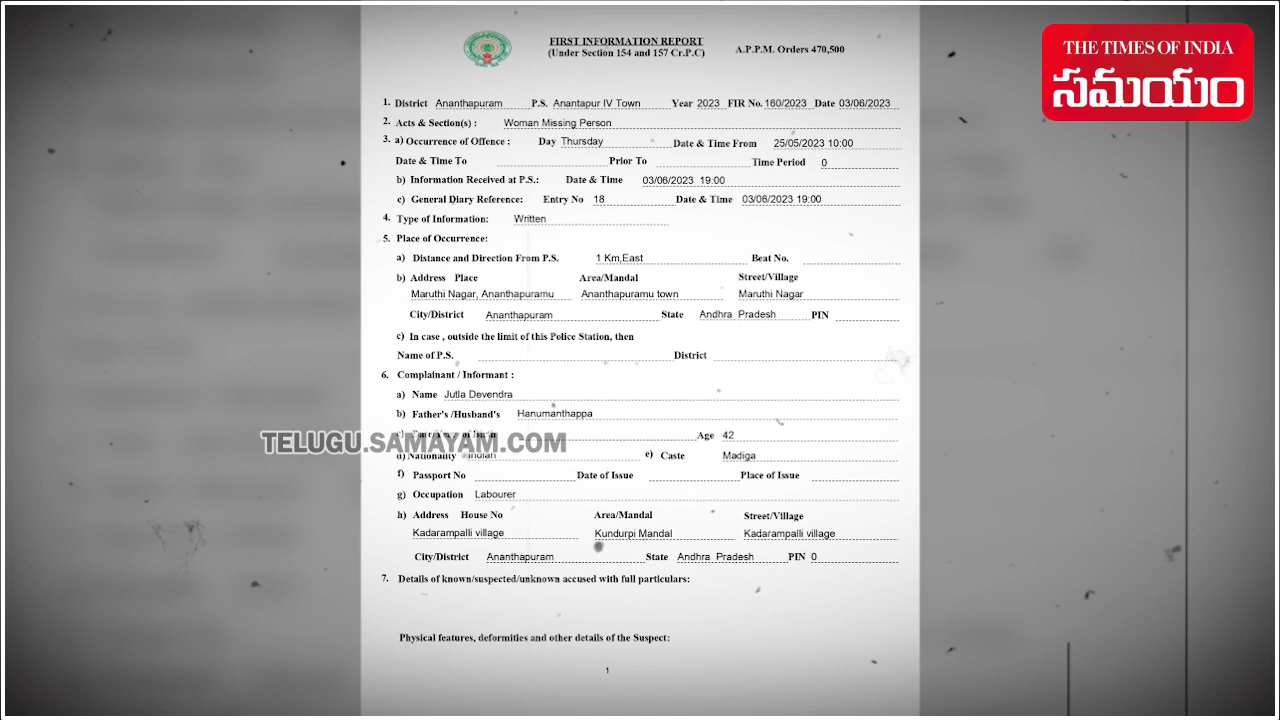 FIRST INFORMATION REPORT
(Under Section 154 and 157 Cr.P.C)
A.P.P.M. Orders 470,500
THE TIMES OF INDIA
సమయం
1. District Ananthapuram P.S. Anantapur IV Town Year 2023 FIR No. 160/2023 Date 03/06/2023
2. Acts & Section(s) : Woman Missing Person
3. a) Occurrence of Offence : Day Thursday Date & Time From 25/05/2023 10:00
Date & Time To Prior To Time Period 0
b) Information Received at P.S.: Date & Time 03/06/2023 19:00
c) General Diary Reference: Entry No 18 Date & Time 03/06/2023 19:00
4. Type of Information: Written
5. Place of Occurrence:
a) Distance and Direction From P.S. 1 Km,East Beat No.
b) Address Place Area/Mandal Street/Village
Maruthi Nagar, Ananthapuramu Ananthapuramu town Maruthi Nagar
City/District Ananthapuram State Andhra Pradesh PIN
c) In case , outside the limit of this Police Station, then
Name of P.S. District
6. Complainant / Informant :
a) Name Jutla Devendra
b) Father's /Husband's Hanumanthappa
Age 42
TELUGU.SAMAYAM.COM
d) Nationality Indian e) Caste Madiga
f) Passport No Date of Issue Place of Issue
g) Occupation Labourer
h) Address House No Area/Mandal Street/Village
Kadarampalli village Kundurpi Mandal Kadarampalli village
City/District Ananthapuram State Andhra Pradesh PIN 0
7. Details of known/suspected/unknown accused with full particulars:
Physical features, deformities and other details of the Suspect:
1